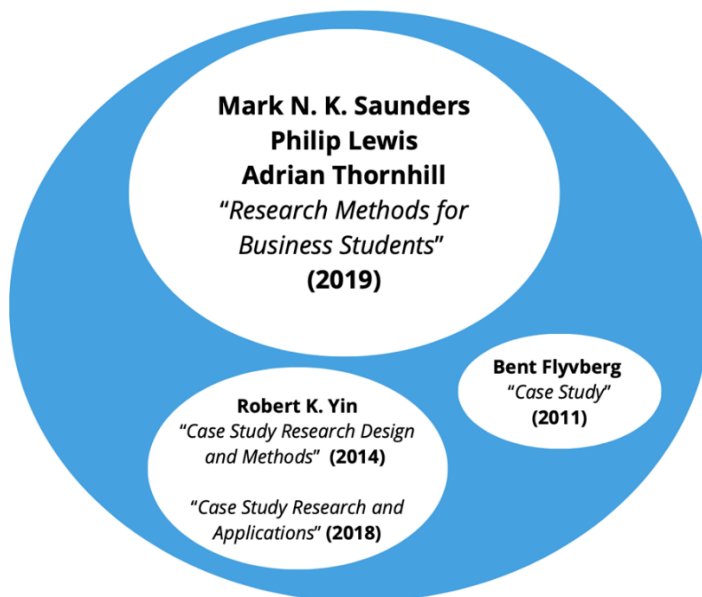 Mark N. K. Saunders
Philip Lewis
Adrian Thornhill
“Research Methods for
Business Students”
(2019)
Bent Flyvberg
“Case Study”
(2011)
Robert K. Yin
“Case Study Research Design
and Methods” (2014)
“Case Study Research and
Applications” (2018)